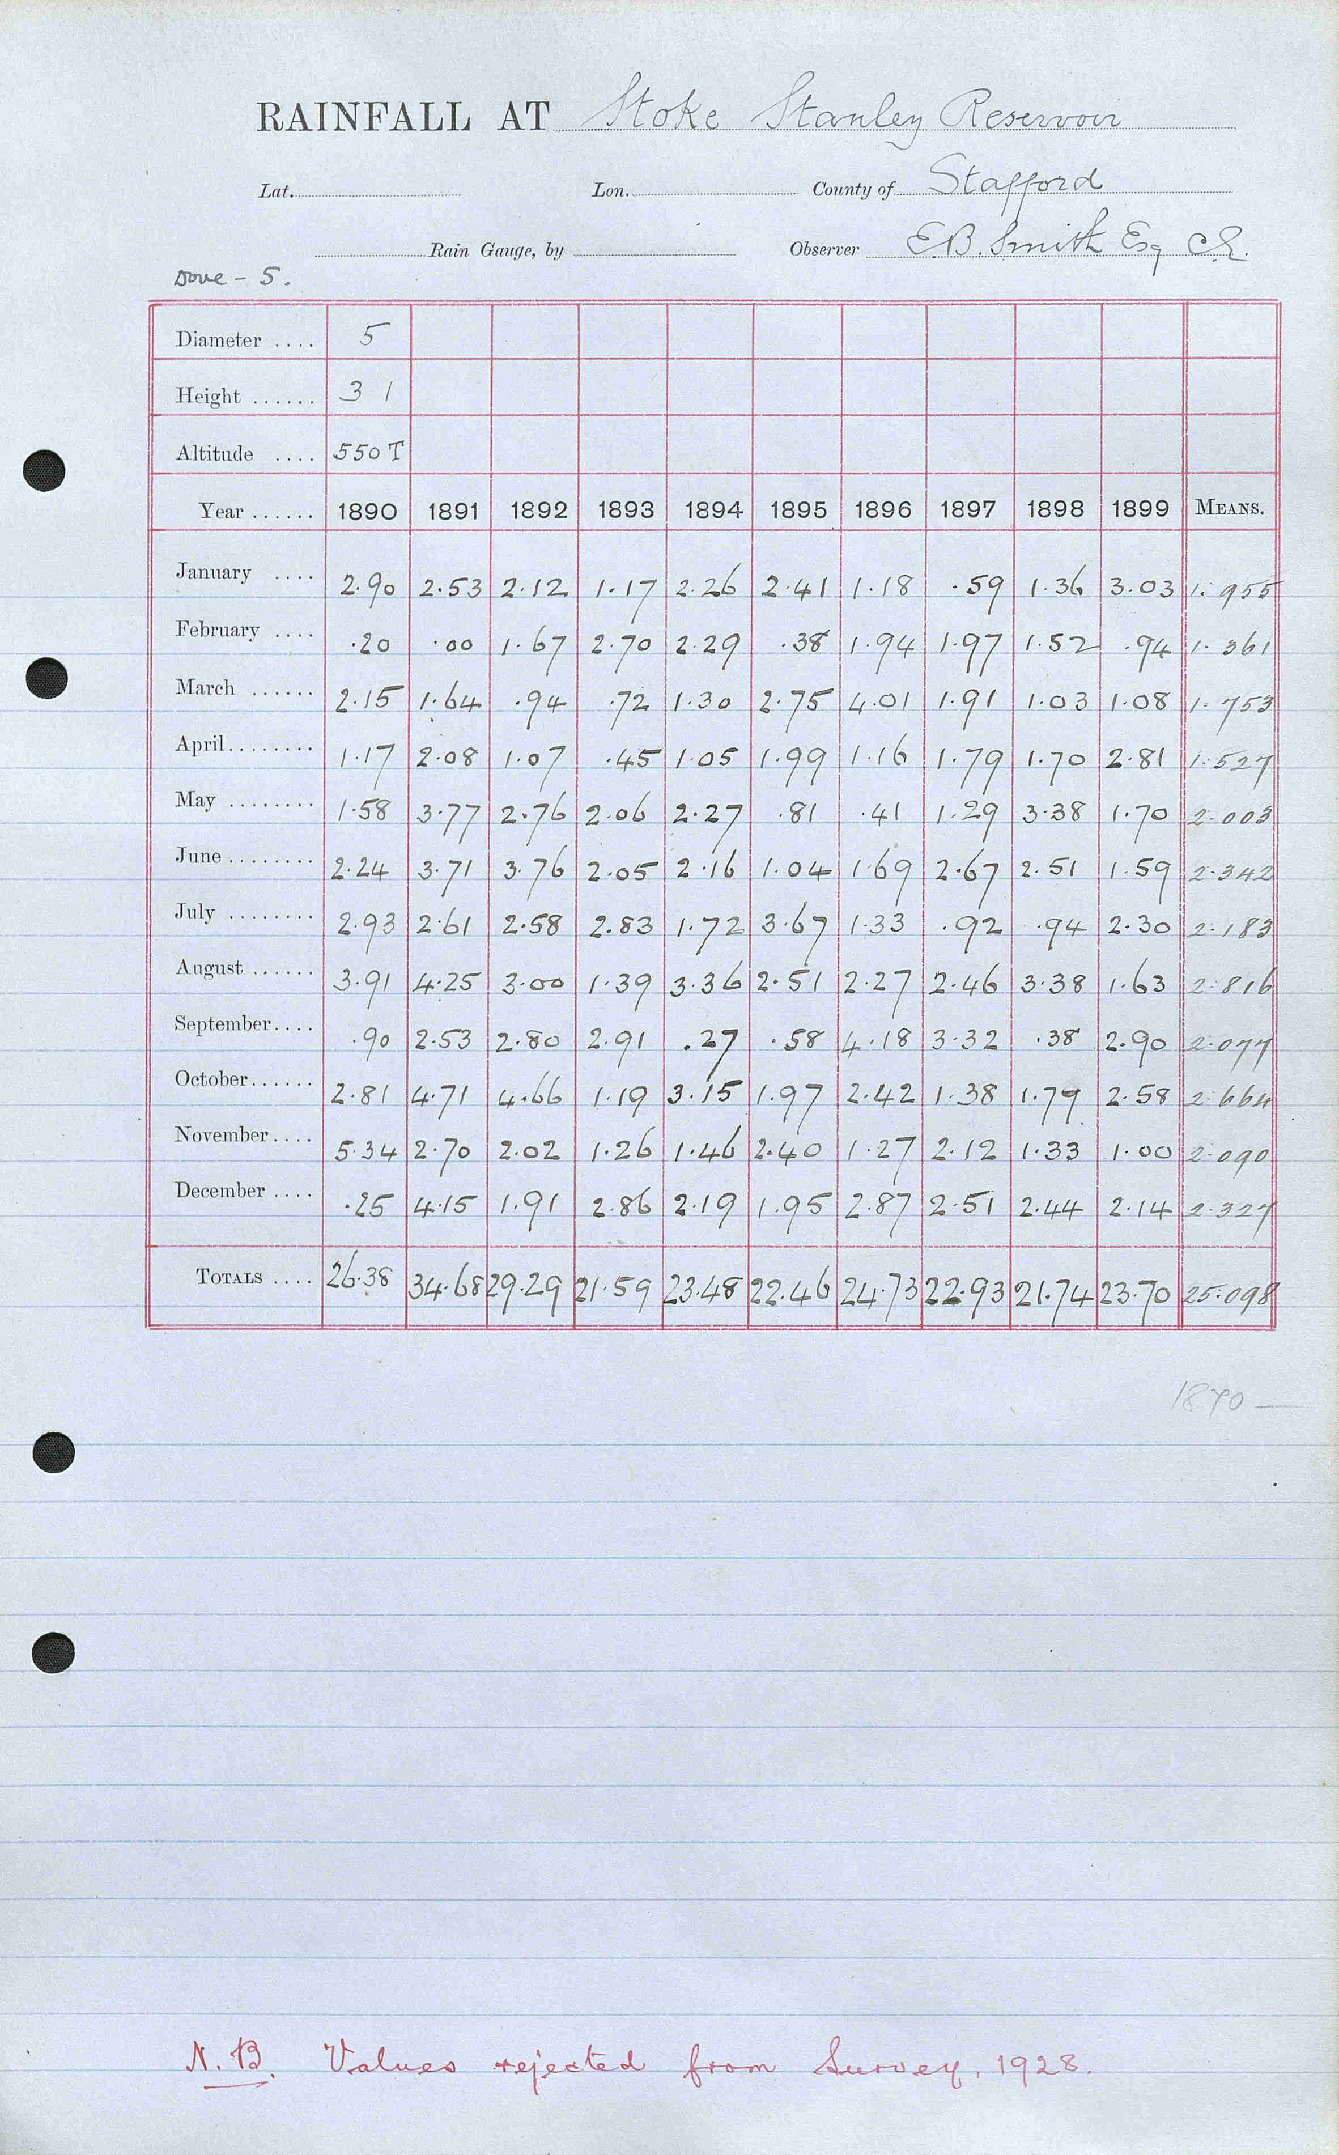 RAINFALL AT Stoke Stanley Reservoir
Lat. Lon. County of Stafford
Rain Gauge, by Observer E.B. Smith Esq C.E.
Dove - 5.
Diameter .... 5
Height ...... 3 1
Altitude .... 550 T
Year ...... 1890 1891 1892 1893 1894 1895 1896 1897 1898 1899 MEANS.
January .... 2.90 2.53 2.12 1.17 2.26 2.41 1.18 .59 1.36 3.03 1.955
February .... .20 .00 1.67 2.70 2.29 .38 1.94 1.97 1.52 .94 1.361
March ...... 2.15 1.64 .94 .72 1.30 2.75 4.01 1.91 1.03 1.08 1.753
April........ 1.17 2.08 1.07 .45 1.05 1.99 1.16 1.79 1.70 2.81 1.527
May ........ 1.58 3.77 2.76 2.06 2.27 .81 .41 1.29 3.38 1.70 2.003
June ........ 2.24 3.71 3.76 2.05 2.16 1.04 1.69 2.67 2.51 1.59 2.342
July ........ 2.93 2.61 2.58 2.83 1.72 3.67 1.33 .92 .94 2.30 2.183
August ...... 3.91 4.25 3.00 1.39 3.36 2.51 2.27 2.46 3.38 1.63 2.816
September.... .90 2.53 2.80 2.91 .27 .58 4.18 3.32 .38 2.90 2.077
October...... 2.81 4.71 4.66 1.19 3.15 1.97 2.42 1.38 1.79 2.58 2.664
November.... 5.34 2.70 2.02 1.26 1.46 2.40 1.27 2.12 1.33 1.00 2.090
December .... .25 4.15 1.91 2.86 2.19 1.95 2.87 2.51 2.44 2.14 2.327
TOTALS .... 26.38 34.68 29.29 21.59 23.48 22.46 24.73 22.93 21.74 23.70 25.098
1870 —
N.B. Values rejected from Survey, 1928.